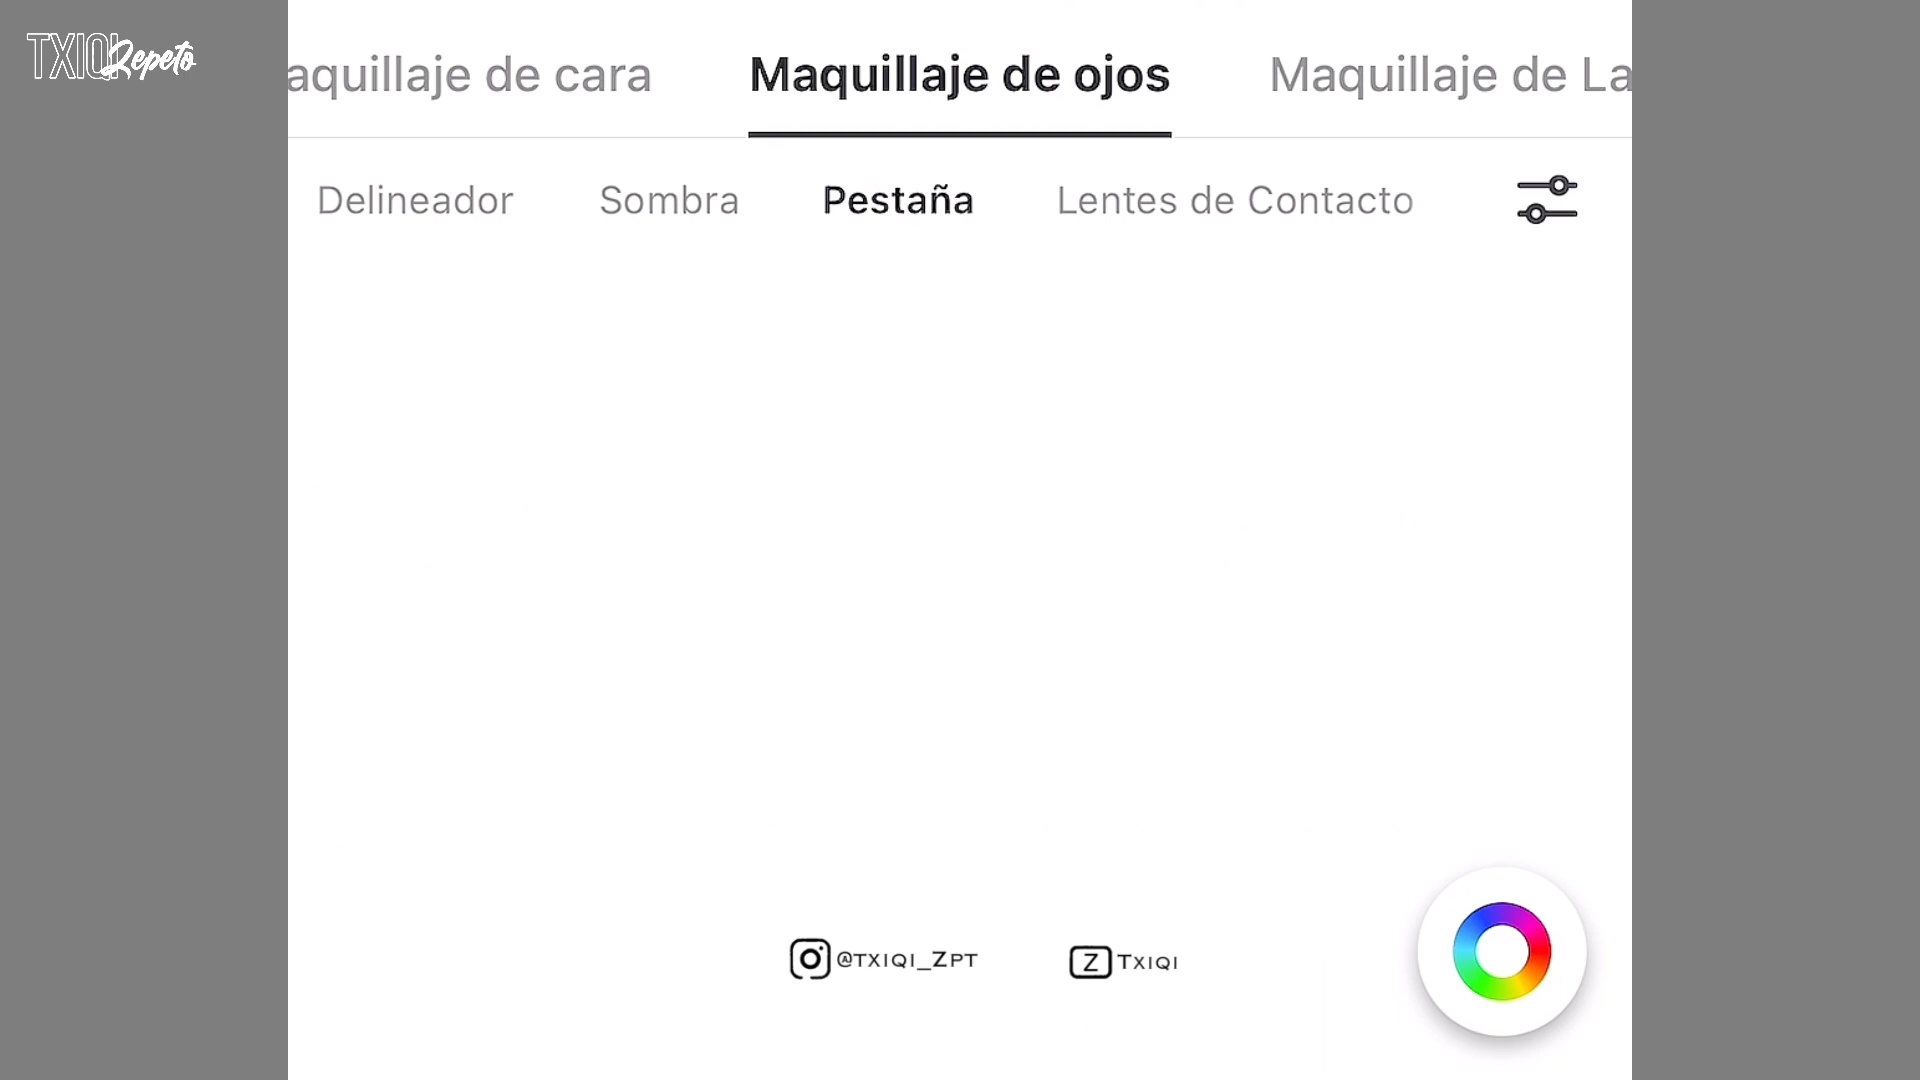 TXIQI Repeto
aquillaje de cara Maquillaje de ojos Maquillaje de La
Delineador Sombra Pestaña Lentes de Contacto
@TXIQI_ZPT Z TXIQI